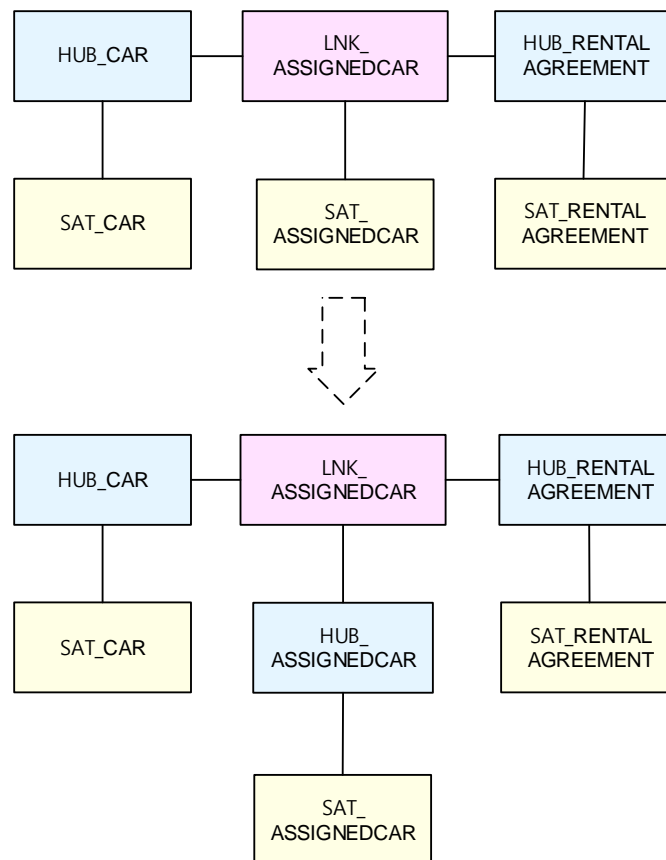 HUB_CAR
LNK_
ASSIGNEDCAR
HUB_RENTAL
AGREEMENT
SAT_CAR
SAT_
ASSIGNEDCAR
SAT_RENTAL
AGREEMENT
HUB_CAR
LNK_
ASSIGNEDCAR
HUB_RENTAL
AGREEMENT
SAT_CAR
HUB_
ASSIGNEDCAR
SAT_RENTAL
AGREEMENT
SAT_
ASSIGNEDCAR